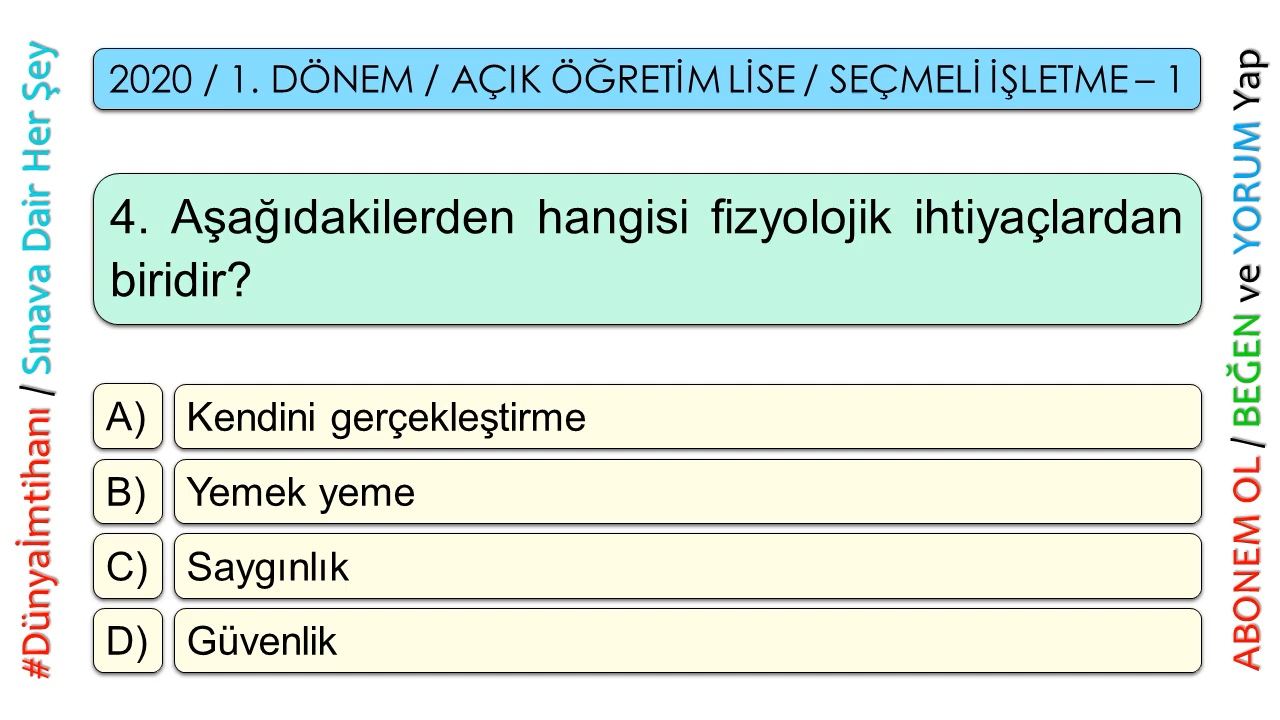 2020 / 1. DÖNEM / AÇIK ÖĞRETİM LİSE / SEÇMELİ İŞLETME – 1
4. Aşağıdakilerden hangisi fizyolojik ihtiyaçlardan
biridir?
A) Kendini gerçekleştirme
B) Yemek yeme
C) Saygınlık
D) Güvenlik
#Dünyaİmtihanı / Sınava Dair Her Şey
ABONEM OL / BEĞEN ve YORUM Yap